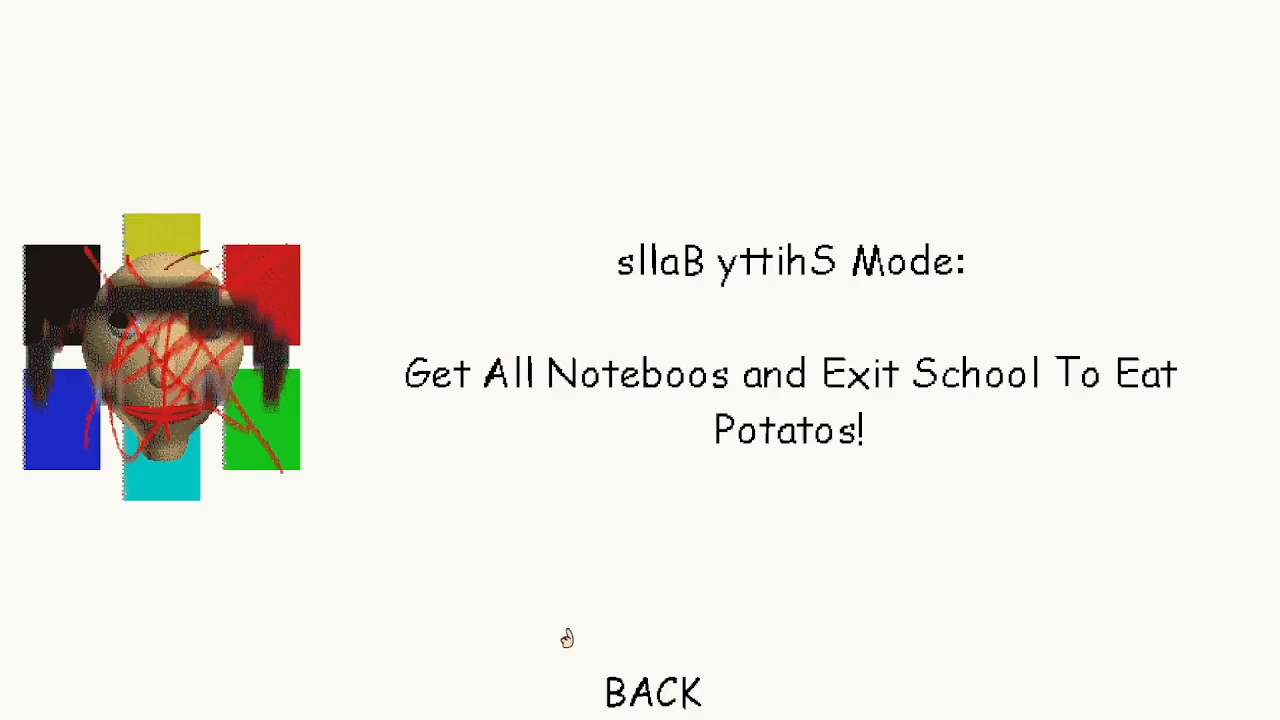 sllaB yttihS Mode:
Get All Noteboos and Exit School To Eat
Potatos!
BACK